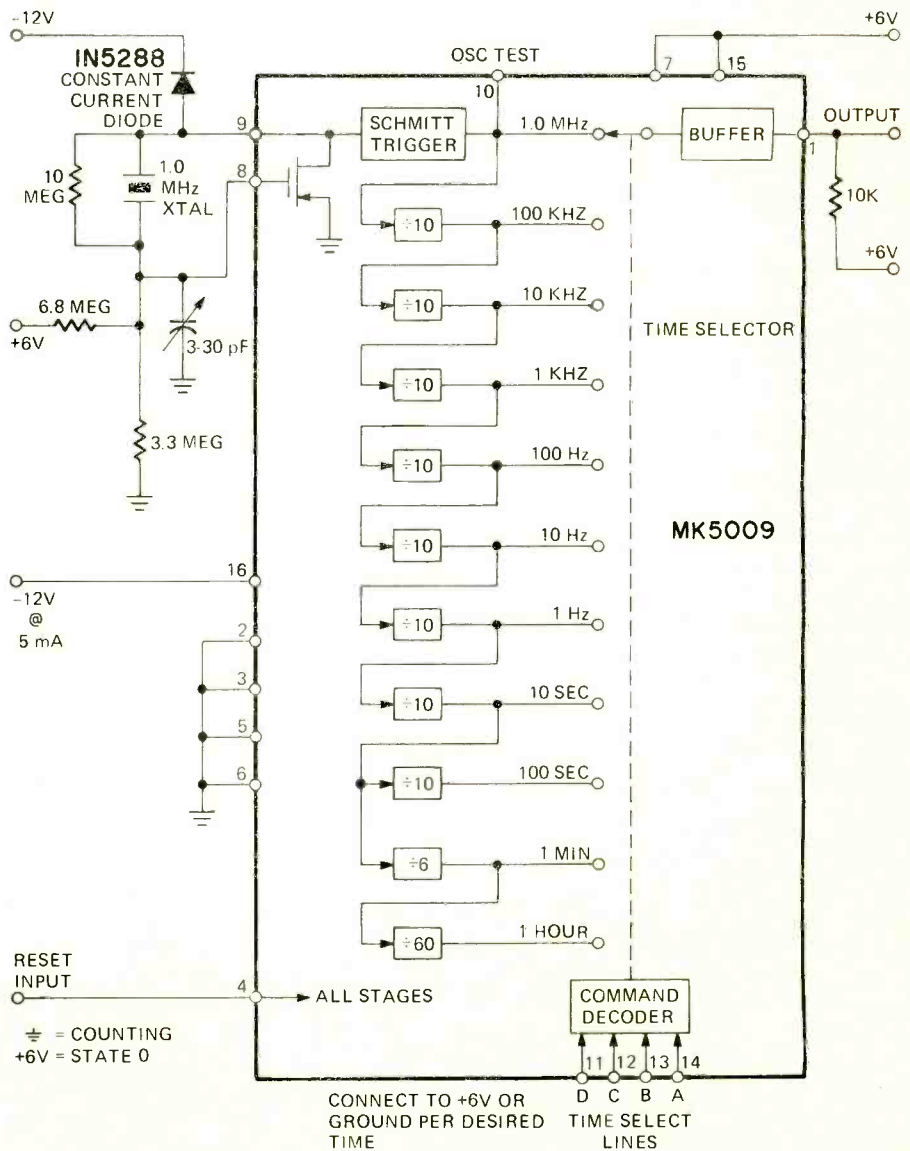 -12V
+6V
IN5288
CONSTANT
CURRENT
DIODE
OSC TEST
7
15
10
9
SCHMITT
TRIGGER
1.0 MHz
BUFFER
OUTPUT
1
10
MEG
1.0
MHz
XTAL
8
10K
+6V
÷10
100 KHZ
6.8 MEG
+6V
3-30 pF
÷10
10 KHZ
TIME SELECTOR
÷10
1 KHZ
3.3 MEG
÷10
100 Hz
÷10
10 Hz
MK5009
16
-12V
@
5 mA
÷10
1 Hz
2
3
5
6
÷10
10 SEC
÷10
100 SEC
÷6
1 MIN
÷60
1 HOUR
RESET
INPUT
4
ALL STAGES
= COUNTING
+6V = STATE 0
COMMAND
DECODER
11 12 13 14
D C B A
CONNECT TO +6V OR
GROUND PER DESIRED
TIME
TIME SELECT
LINES